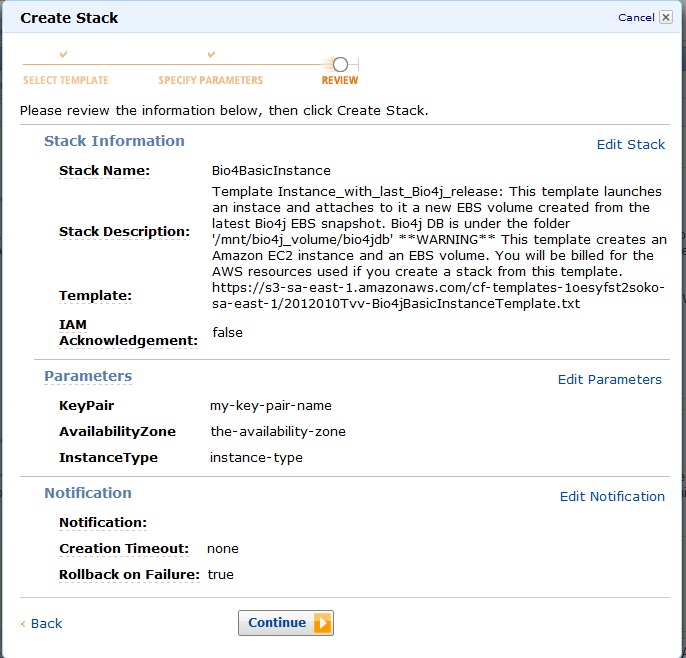 Create Stack
Cancel
SELECT TEMPLATE SPECIFY PARAMETERS REVIEW
Please review the information below, then click Create Stack.
Stack Information Edit Stack
Stack Name: Bio4BasicInstance
Stack Description: Template Instance_with_last_Bio4j_release: This template launches
an instace and attaches to it a new EBS volume created from the
latest Bio4j EBS snapshot. Bio4j DB is under the folder
'/mnt/bio4j_volume/bio4jdb' **WARNING** This template creates an
Amazon EC2 instance and an EBS volume. You will be billed for the
AWS resources used if you create a stack from this template.
Template: https://s3-sa-east-1.amazonaws.com/cf-templates-1oesyfst2soko-
sa-east-1/2012010Tvv-Bio4jBasicInstanceTemplate.txt
IAM
Acknowledgement: false
Parameters Edit Parameters
KeyPair my-key-pair-name
AvailabilityZone the-availability-zone
InstanceType instance-type
Notification Edit Notification
Notification:
Creation Timeout: none
Rollback on Failure: true
‹ Back Continue